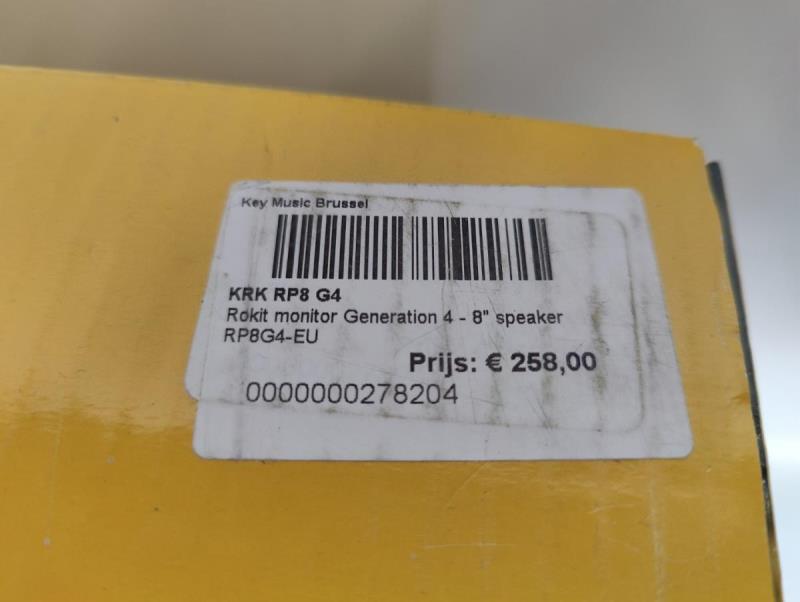 Key Music Brussel
KRK RP8 G4
Rokit monitor Generation 4 - 8" speaker
RP8G4-EU
Prijs: € 258,00
0000000278204